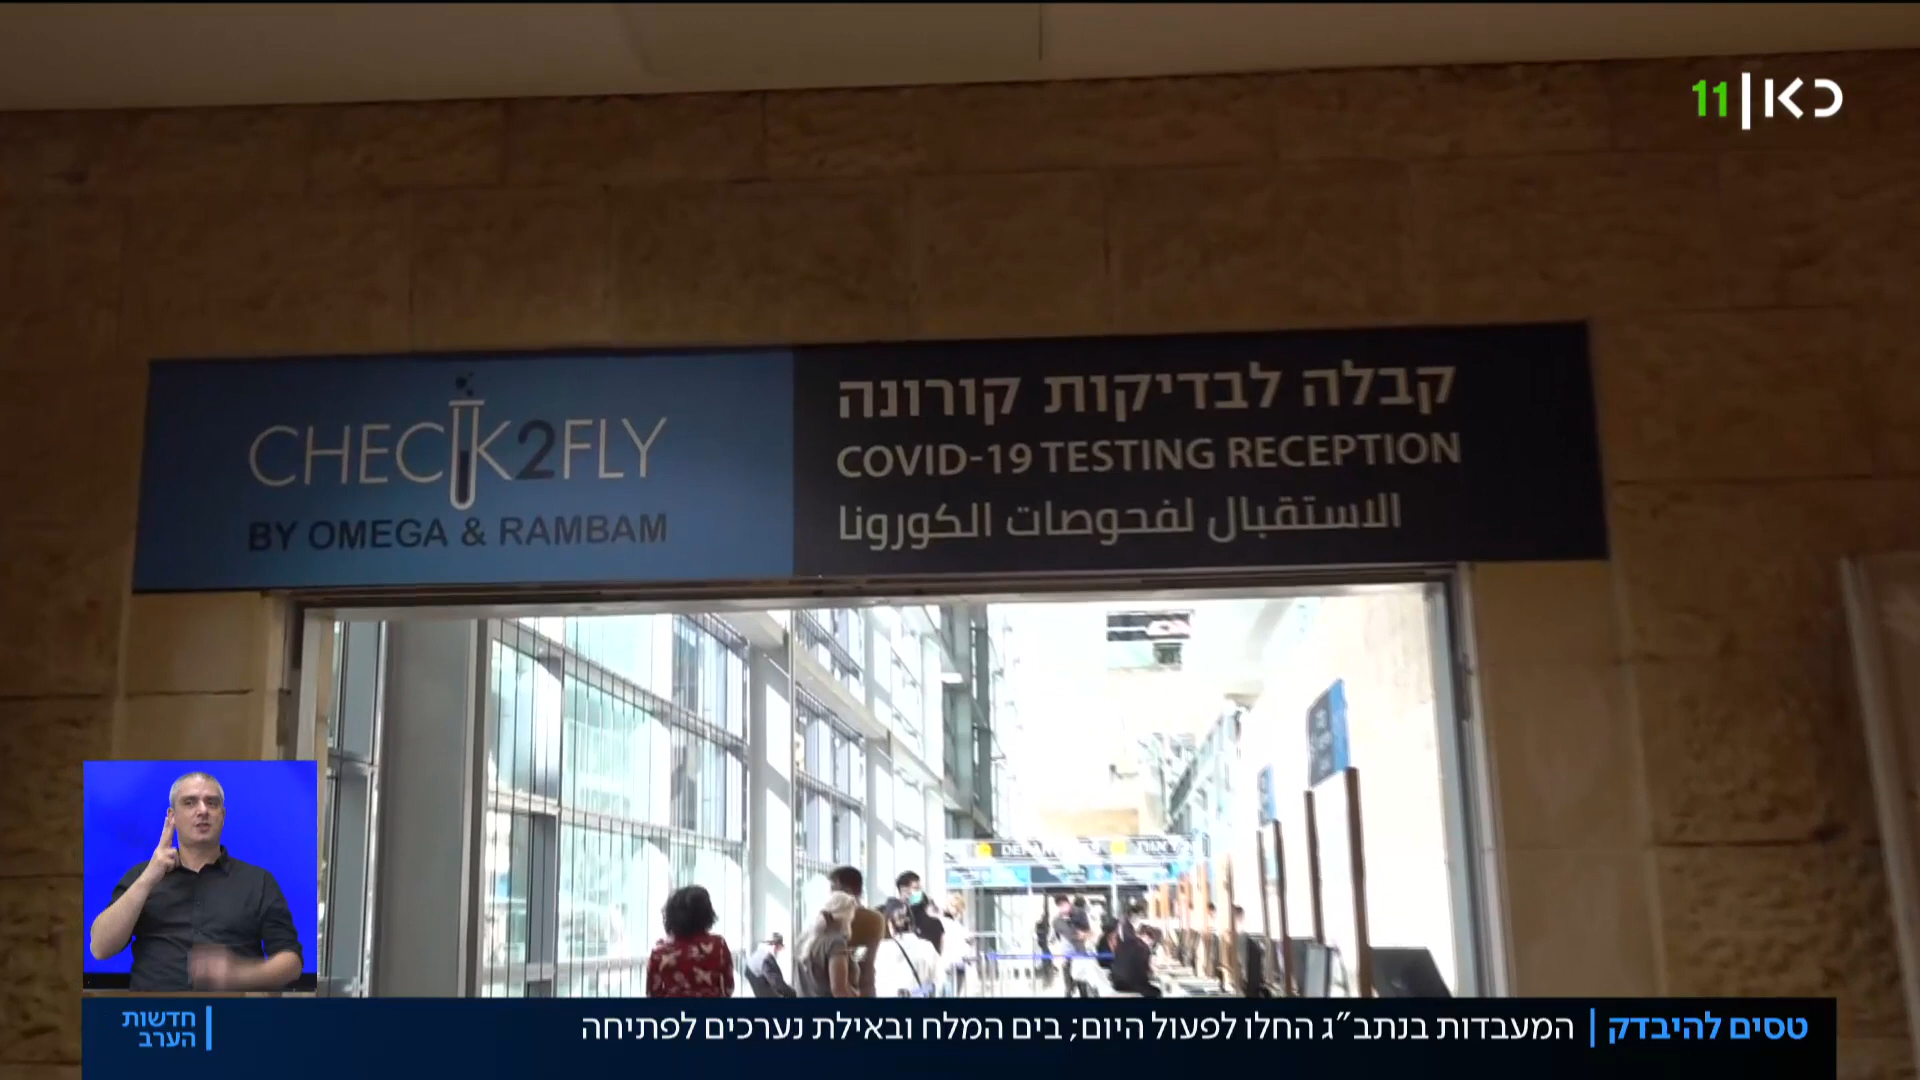 כאן 11
קבלה לבדיקות קורונה
CHECK2FLY
COVID-19 TESTING RECEPTION
BY OMEGA & RAMBAM
الاستقبال لفحوصات الكورونا
טסים להיבדק | המעבדות בנתב"ג החלו לפעול היום; בים המלח ובאילת נערכים לפתיחה
חדשות
הערב